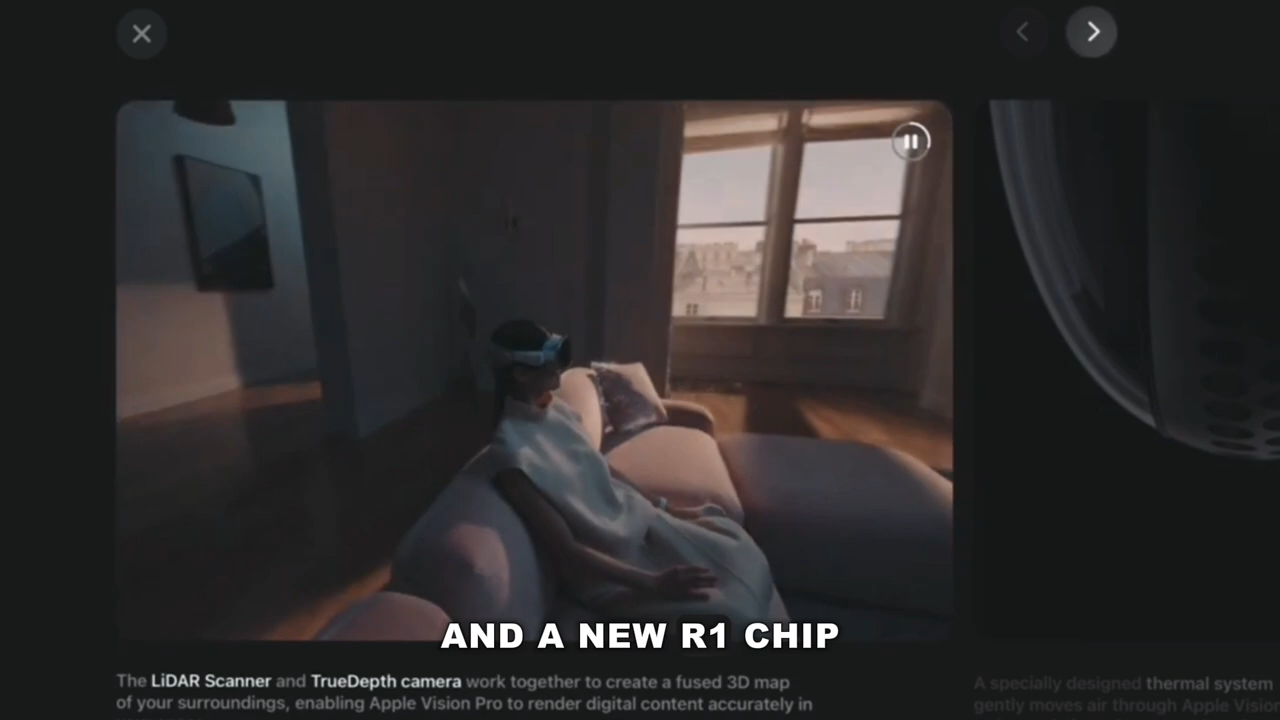 AND A NEW R1 CHIP
The LiDAR Scanner and TrueDepth camera work together to create a fused 3D map
of your surroundings, enabling Apple Vision Pro to render digital content accurately in
A specially designed thermal system
gently moves air through Apple Vision